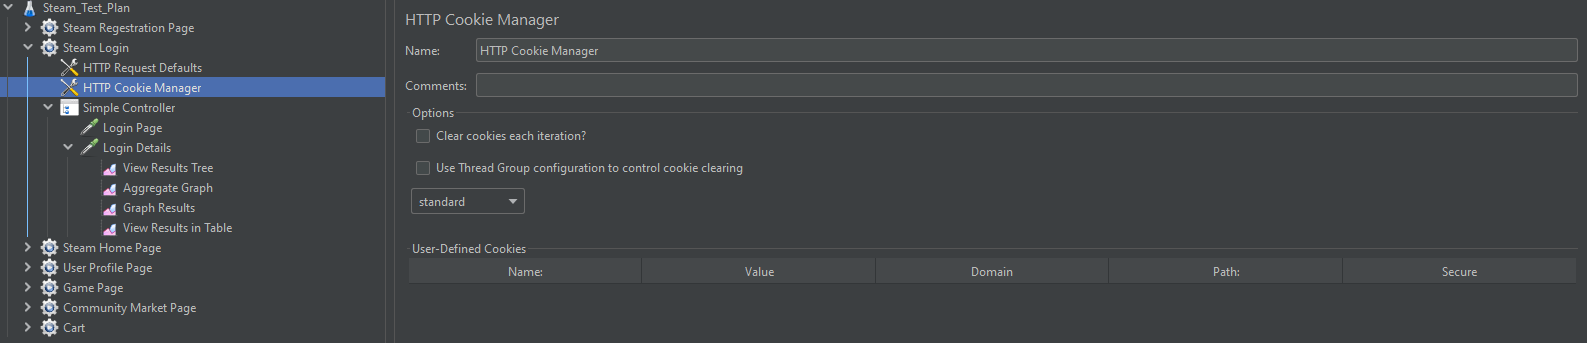 Steam_Test_Plan
Steam Regestration Page
Steam Login
HTTP Request Defaults
HTTP Cookie Manager
Simple Controller
Login Page
Login Details
View Results Tree
Aggregate Graph
Graph Results
View Results in Table
Steam Home Page
User Profile Page
Game Page
Community Market Page
Cart
HTTP Cookie Manager
Name: HTTP Cookie Manager
Comments:
Options
Clear cookies each iteration?
Use Thread Group configuration to control cookie clearing
standard
User-Defined Cookies
Name: Value Domain Path: Secure